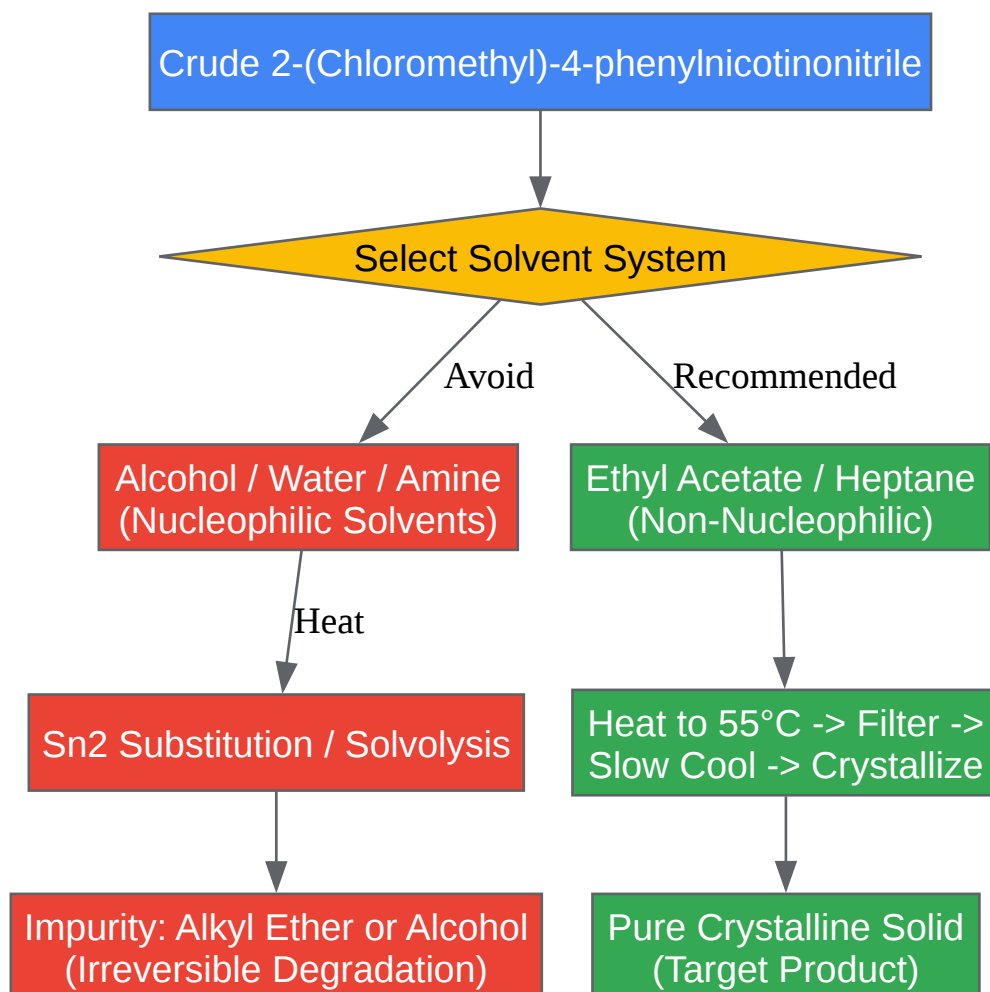 Crude 2-(Chloromethyl)-4-phenylnicotinonitrile
Select Solvent System
Avoid
Recommended
Alcohol / Water / Amine
(Nucleophilic Solvents)
Ethyl Acetate / Heptane
(Non-Nucleophilic)
Heat
Sn2 Substitution / Solvolysis
Heat to 55°C -> Filter ->
Slow Cool -> Crystallize
Impurity: Alkyl Ether or Alcohol
(Irreversible Degradation)
Pure Crystalline Solid
(Target Product)